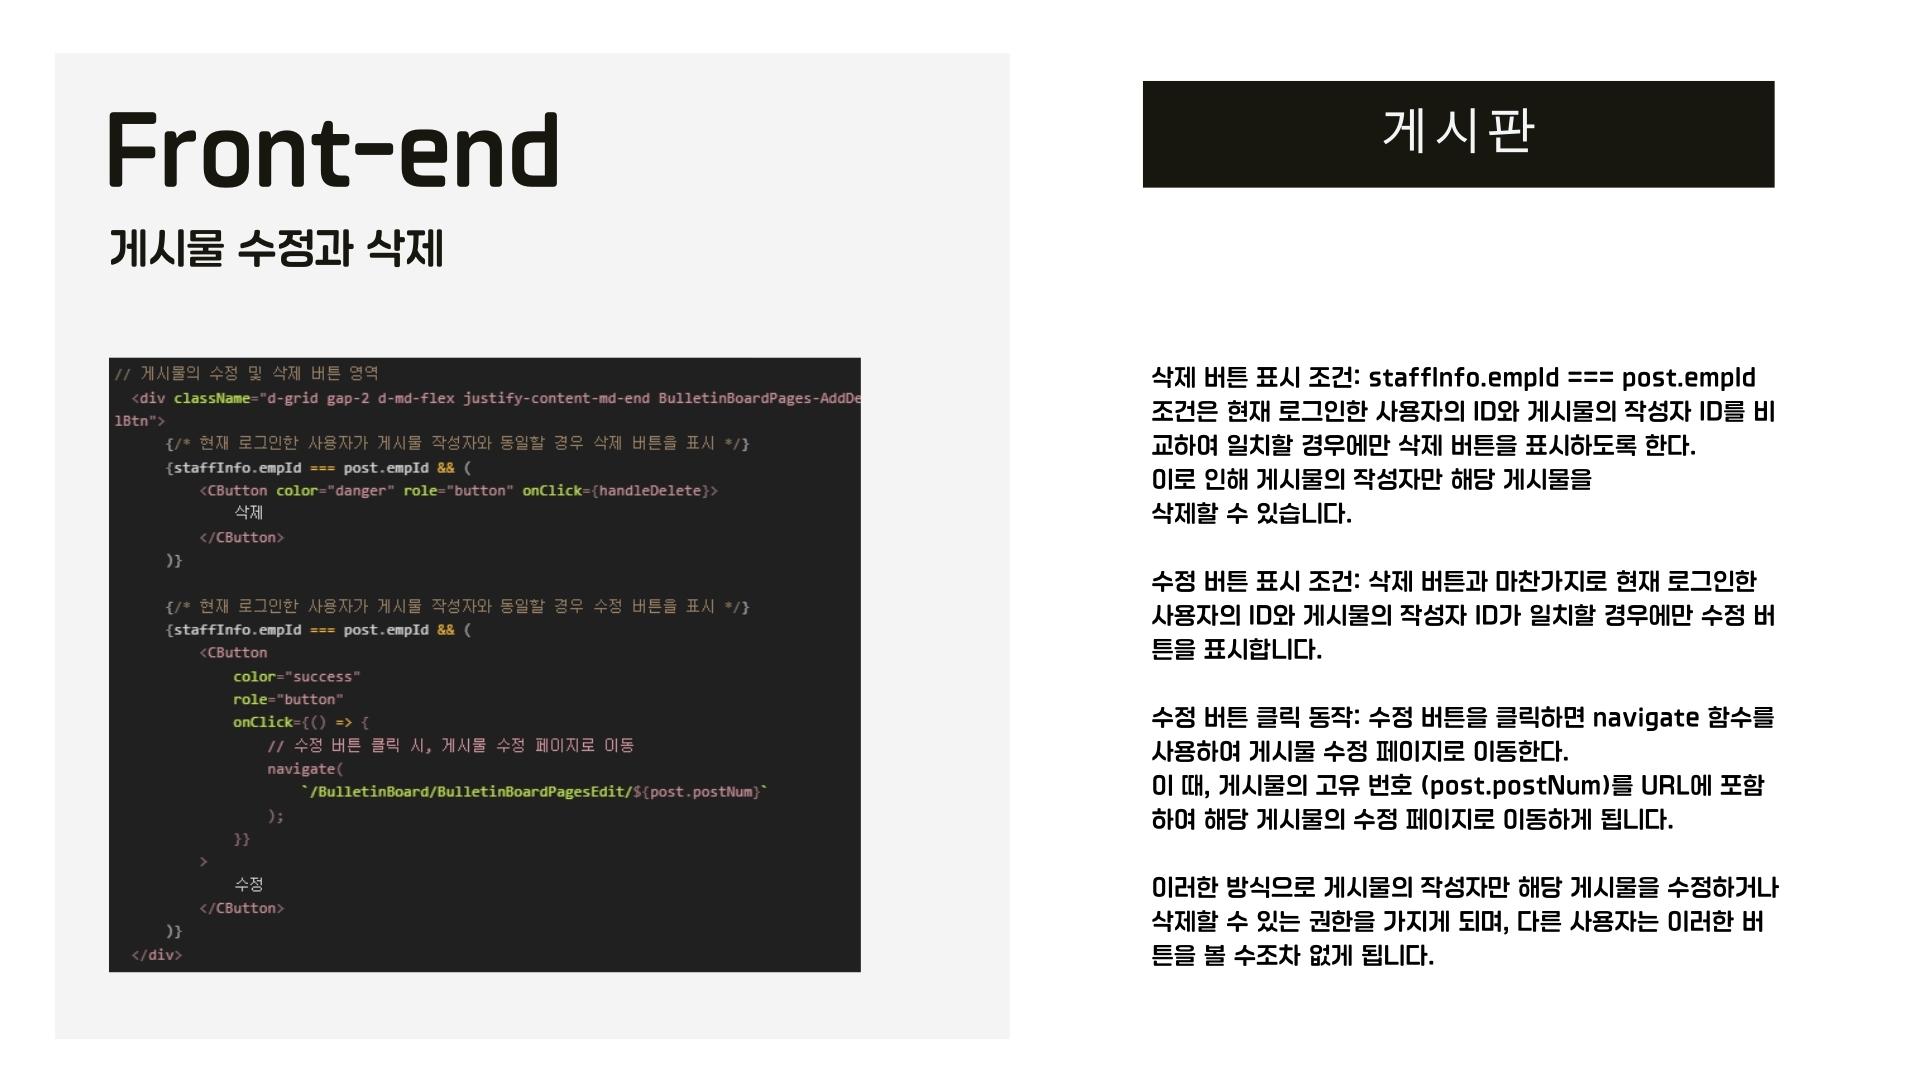 Front-end
게시물 수정과 삭제
// 게시물의 수정 및 삭제 버튼 영역
<div className="d-grid gap-2 d-md-flex justify-content-md-end BulletinBoardPages-AddDe
lBtn">
{/* 현재 로그인한 사용자가 게시물 작성자와 동일할 경우 삭제 버튼을 표시 */}
{staffInfo.empId === post.empId && (
<CButton color="danger" role="button" onClick={handleDelete}>
삭제
</CButton>
)}
{/* 현재 로그인한 사용자가 게시물 작성자와 동일할 경우 수정 버튼을 표시 */}
{staffInfo.empId === post.empId && (
<CButton
color="success"
role="button"
onClick={() => {
// 수정 버튼 클릭 시, 게시물 수정 페이지로 이동
navigate(
`/BulletinBoard/BulletinBoardPagesEdit/${post.postNum}`
);
}}
>
수정
</CButton>
)}
</div>
게시판
삭제 버튼 표시 조건: staffInfo.empId === post.empId
조건은 현재 로그인한 사용자의 ID와 게시물의 작성자 ID를 비
교하여 일치할 경우에만 삭제 버튼을 표시하도록 한다.
이로 인해 게시물의 작성자만 해당 게시물을
삭제할 수 있습니다.
수정 버튼 표시 조건: 삭제 버튼과 마찬가지로 현재 로그인한
사용자의 ID와 게시물의 작성자 ID가 일치할 경우에만 수정 버
튼을 표시합니다.
수정 버튼 클릭 동작: 수정 버튼을 클릭하면 navigate 함수를
사용하여 게시물 수정 페이지로 이동한다.
이 때, 게시물의 고유 번호 (post.postNum)를 URL에 포함
하여 해당 게시물의 수정 페이지로 이동하게 됩니다.
이러한 방식으로 게시물의 작성자만 해당 게시물을 수정하거나
삭제할 수 있는 권한을 가지게 되며, 다른 사용자는 이러한 버
튼을 볼 수조차 없게 됩니다.